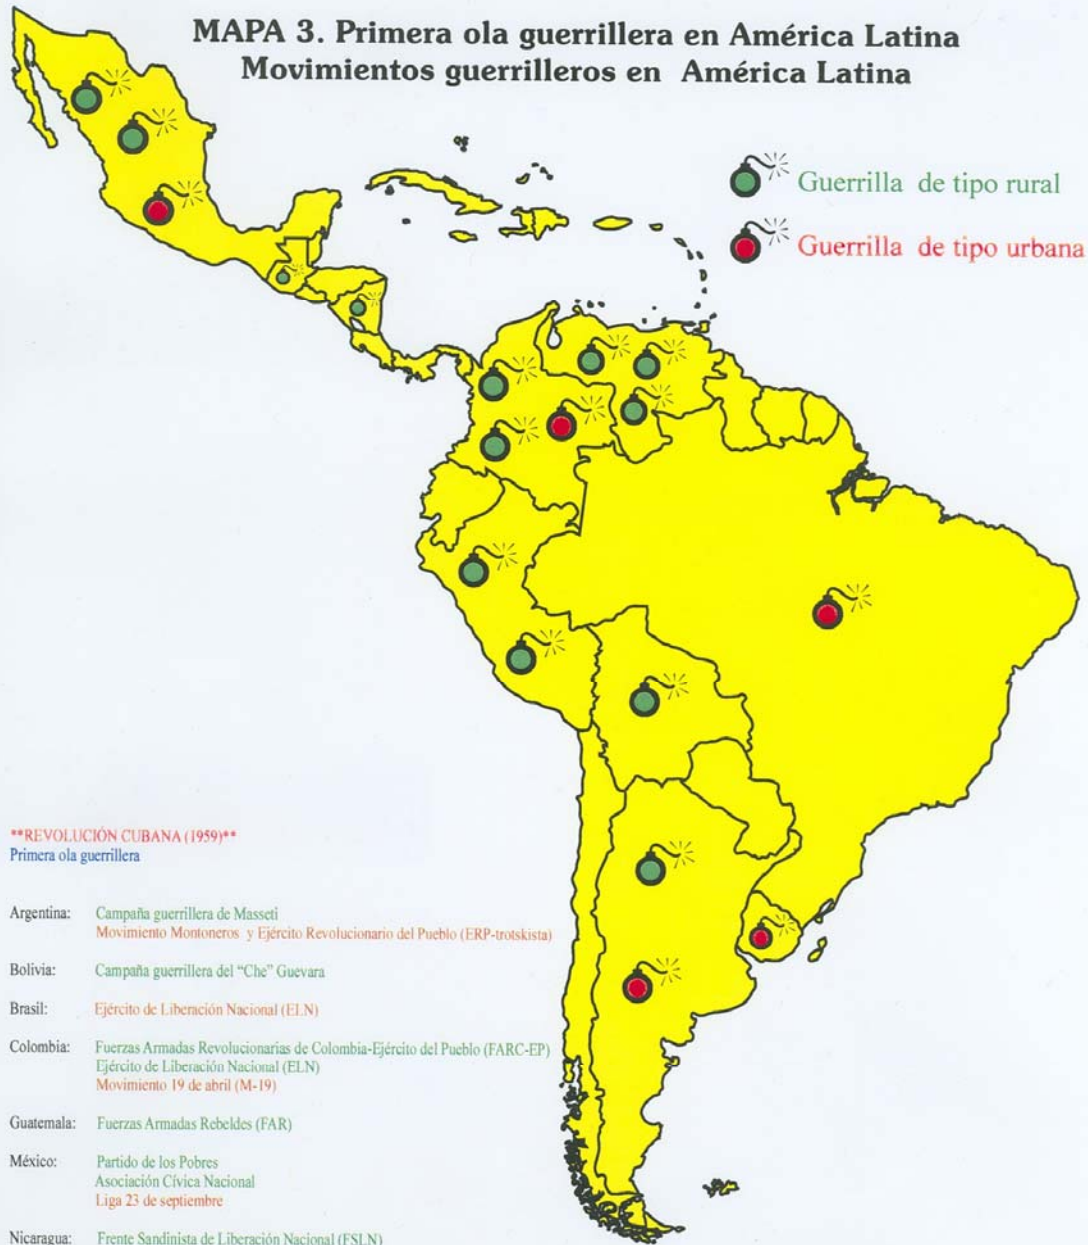 MAPA 3. Primera ola guerrillera en América Latina
Movimientos guerrilleros en América Latina
Guerrilla de tipo rural
Guerrilla de tipo urbana
**REVOLUCIÓN CUBANA (1959)**
Primera ola guerrillera
Argentina: Campaña guerrillera de Masseti
Movimiento Montoneros y Ejército Revolucionario del Pueblo (ERP-trotskista)
Bolivia: Campaña guerrillera del “Che” Guevara
Brasil: Ejército de Liberación Nacional (ELN)
Colombia: Fuerzas Armadas Revolucionarias de Colombia-Ejército del Pueblo (FARC-EP)
Ejército de Liberación Nacional (ELN)
Movimiento 19 de abril (M-19)
Guatemala: Fuerzas Armadas Rebeldes (FAR)
México: Partido de los Pobres
Asociación Cívica Nacional
Liga 23 de septiembre
Nicaragua: Frente Sandinista de Liberación Nacional (FSLN)